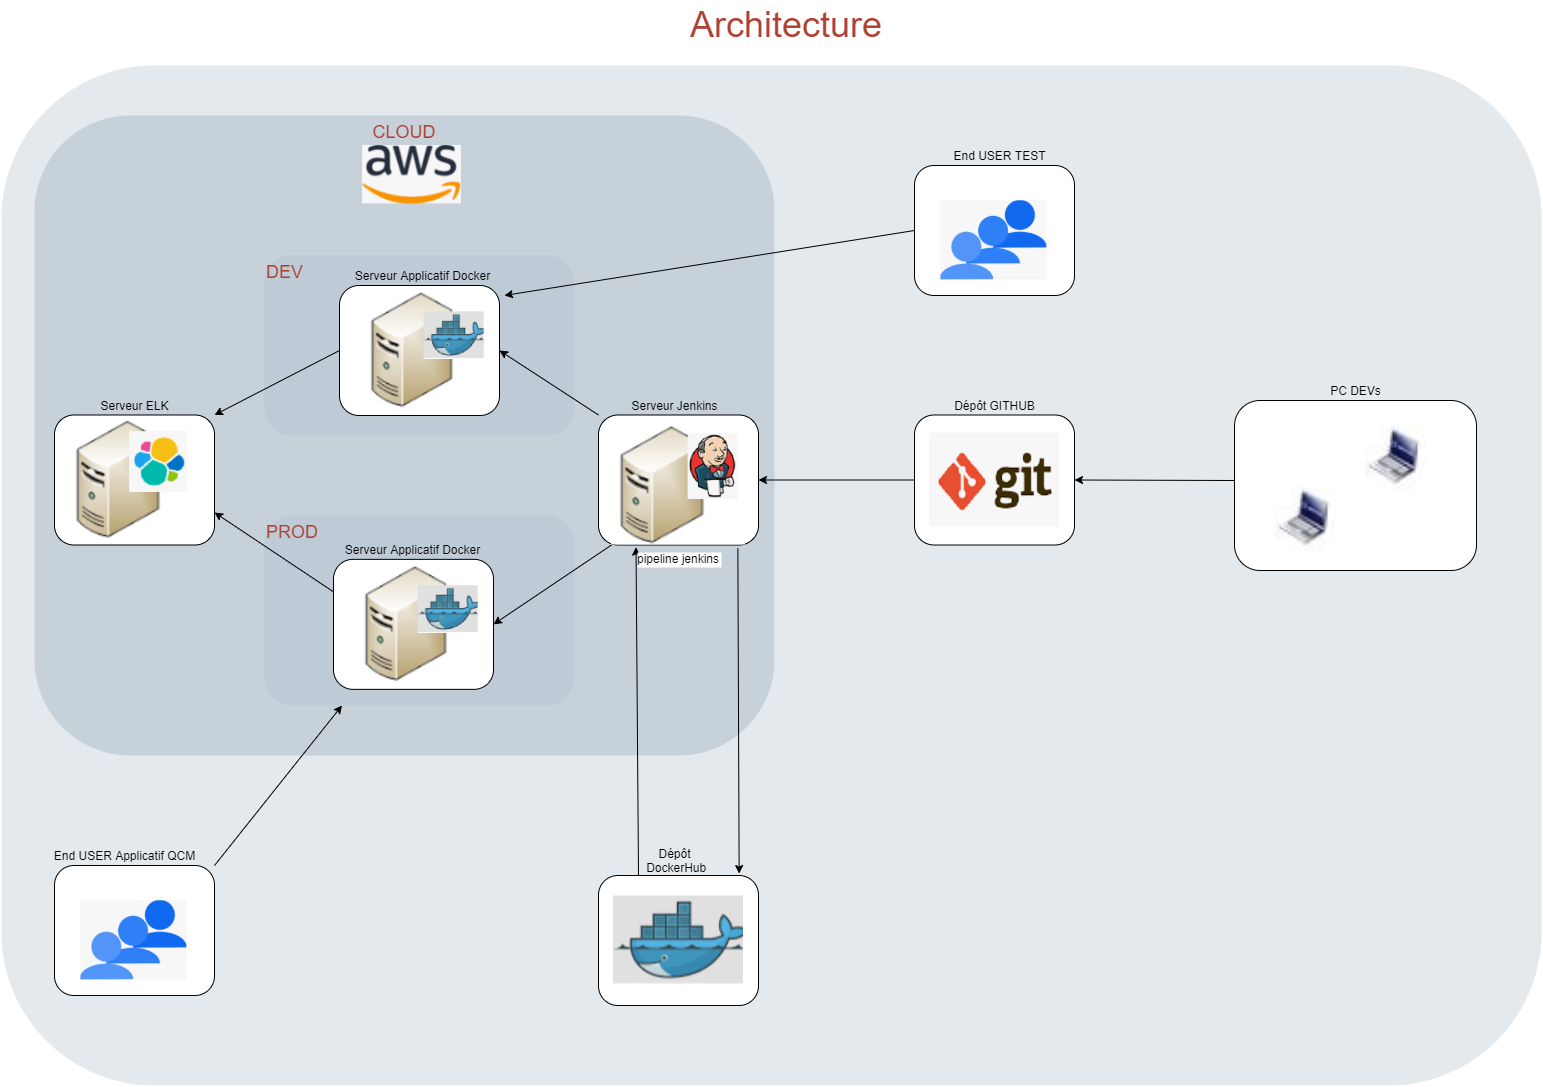 Architecture
CLOUD
aws
End USER TEST
DEV
Serveur Applicatif Docker
PC DEVs
Serveur ELK
Serveur Jenkins
Dépôt GITHUB
git
PROD
Serveur Applicatif Docker
pipeline jenkins
End USER Applicatif QCM
Dépôt
DockerHub